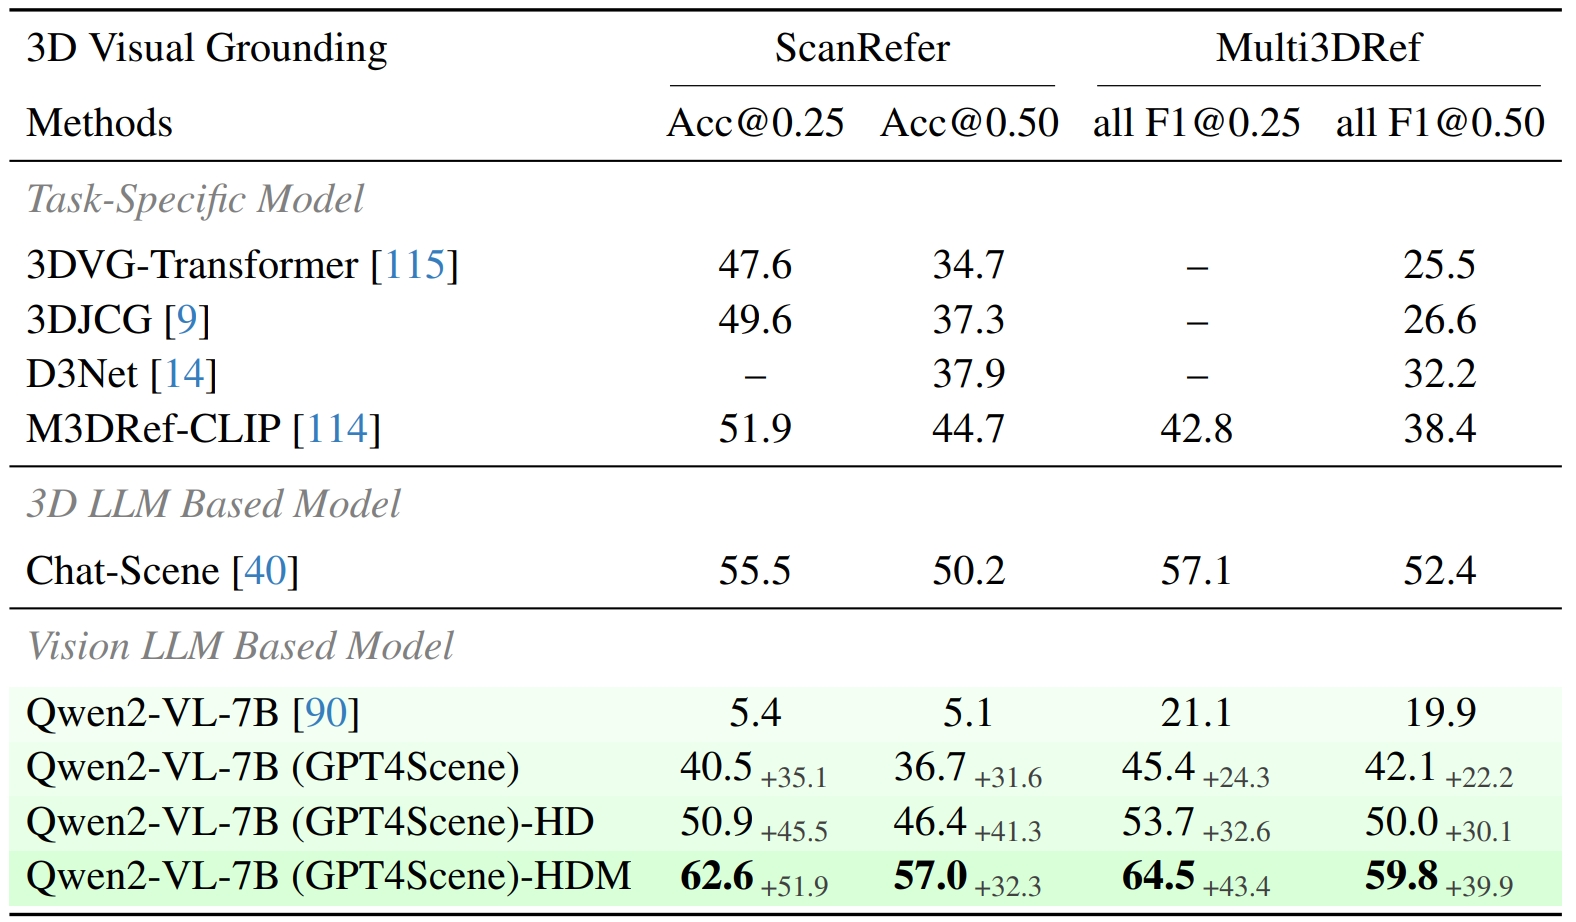 3D Visual Grounding ScanRefer Multi3DRef
Methods Acc@0.25 Acc@0.50 all F1@0.25 all F1@0.50
Task-Specific Model
3DVG-Transformer [115] 47.6 34.7 – 25.5
3DJCG [9] 49.6 37.3 – 26.6
D3Net [14] – 37.9 – 32.2
M3DRef-CLIP [114] 51.9 44.7 42.8 38.4
3D LLM Based Model
Chat-Scene [40] 55.5 50.2 57.1 52.4
Vision LLM Based Model
Qwen2-VL-7B [90] 5.4 5.1 21.1 19.9
Qwen2-VL-7B (GPT4Scene) 40.5 +35.1 36.7 +31.6 45.4 +24.3 42.1 +22.2
Qwen2-VL-7B (GPT4Scene)-HD 50.9 +45.5 46.4 +41.3 53.7 +32.6 50.0 +30.1
Qwen2-VL-7B (GPT4Scene)-HDM 62.6 +51.9 57.0 +32.3 64.5 +43.4 59.8 +39.9